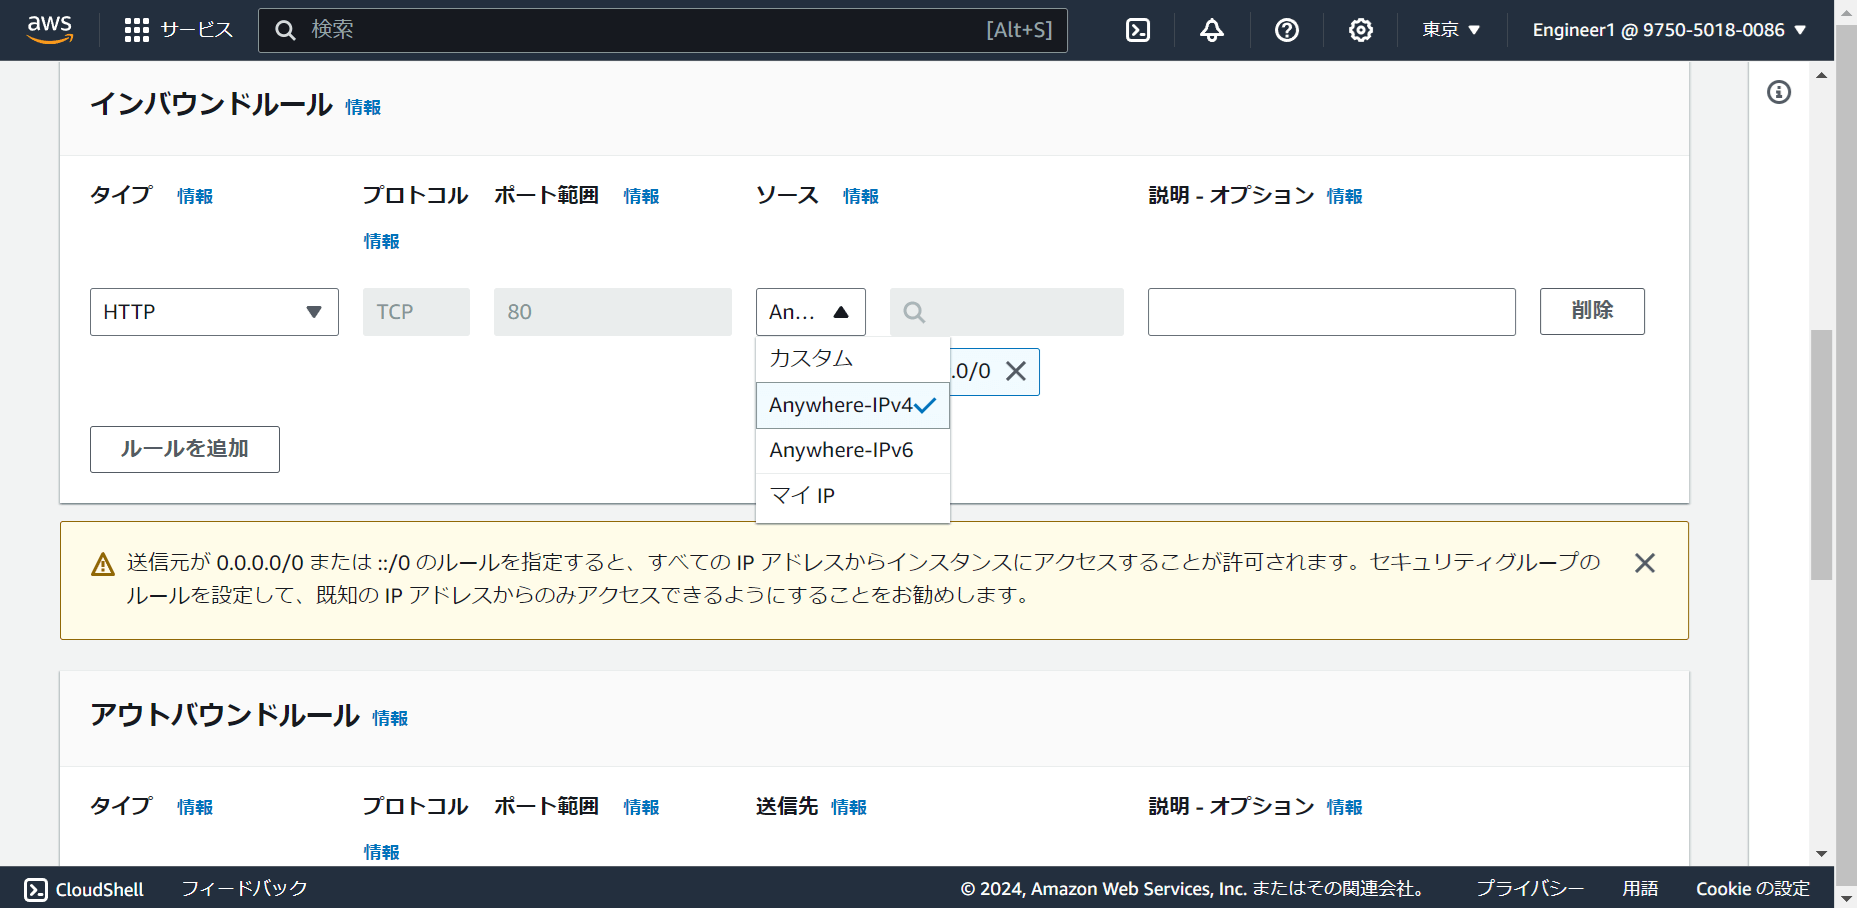 aws サービス 検索 [Alt+S] 東京 Engineer1 @ 9750-5018-0086
インバウンドルール 情報
タイプ 情報 プロトコル 情報 ポート範囲 情報 ソース 情報 説明 - オプション 情報
HTTP TCP 80 An... 削除
カスタム
.0/0
Anywhere-IPv4
Anywhere-IPv6
マイ IP
ルールを追加
送信元が 0.0.0.0/0 または ::/0 のルールを指定すると、すべての IP アドレスからインスタンスにアクセスすることが許可されます。セキュリティグループの
ルールを設定して、既知の IP アドレスからのみアクセスできるようにすることをお勧めします。
アウトバウンドルール 情報
タイプ 情報 プロトコル 情報 ポート範囲 情報 送信先 情報 説明 - オプション 情報
CloudShell フィードバック © 2024, Amazon Web Services, Inc. またはその関連会社。 プライバシー 用語 Cookie の設定